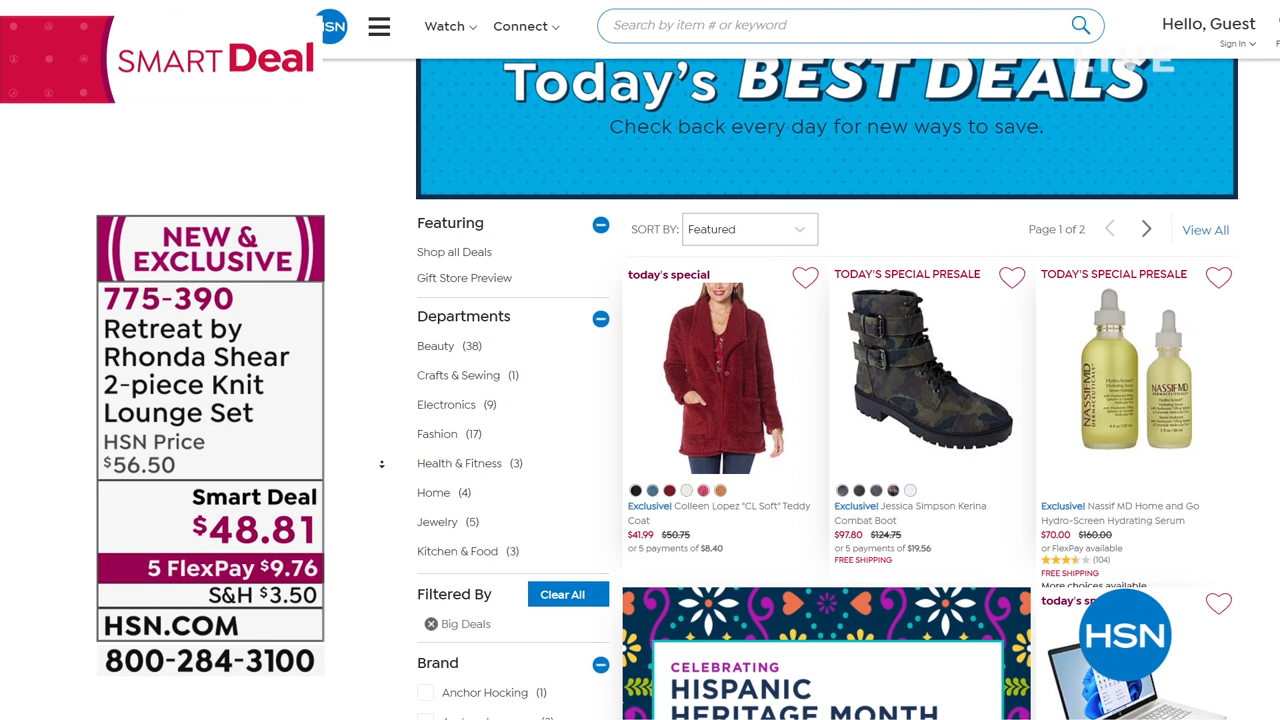 SMART Deal
HSN
Watch
Connect
Search by item # or keyword
Hello, Guest
Sign In
LIVE
Today's BEST DEALS
Check back every day for new ways to save.
NEW &
EXCLUSIVE
775-390
Retreat by
Rhonda Shear
2-piece Knit
Lounge Set
HSN Price
$56.50
Smart Deal
$48.81
5 FlexPay $9.76
S&H $3.50
HSN.COM
800-284-3100
Featuring
Shop all Deals
Gift Store Preview
Departments
Beauty (38)
Crafts & Sewing (1)
Electronics (9)
Fashion (17)
Health & Fitness (3)
Home (4)
Jewelry (5)
Kitchen & Food (3)
Filtered By
Clear All
Big Deals
Brand
Anchor Hocking (1)
SORT BY: Featured
Page 1 of 2
View All
today's special
Exclusive! Colleen Lopez "CL Soft" Teddy
Coat
$41.99 $50.75
or 5 payments of $8.40
TODAY'S SPECIAL PRESALE
Exclusive! Jessica Simpson Kerina
Combat Boot
$97.80 $124.75
or 5 payments of $19.56
FREE SHIPPING
TODAY'S SPECIAL PRESALE
NASSIFMD
DERMACEUTICALS
NASSIFMD
Exclusive! Nassif MD Home and Go
Hydro-Screen Hydrating Serum
$70.00 $160.00
or FlexPay available
(104)
FREE SHIPPING
More choices available
CELEBRATING
HISPANIC
HERITAGE MONTH
today's
HSN